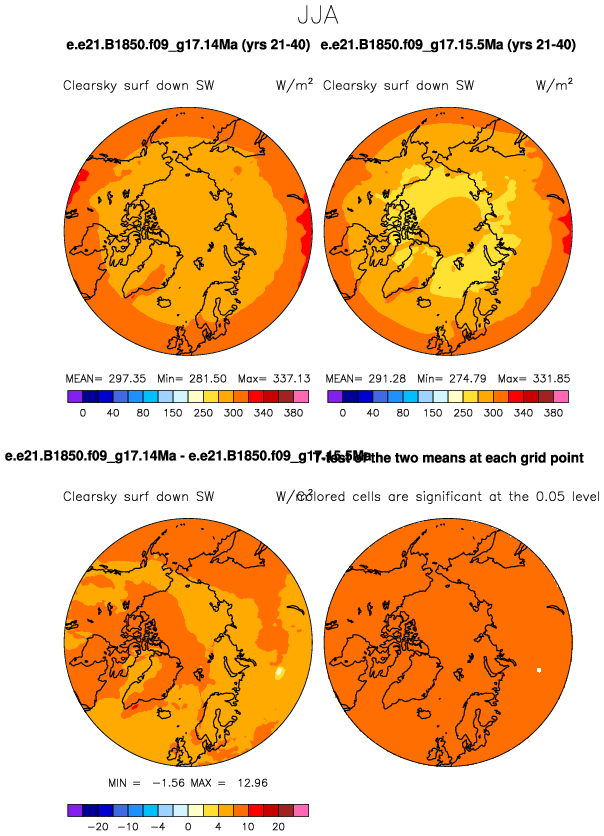 JJA
e.e21.B1850.f09_g17.14Ma (yrs 21-40) e.e21.B1850.f09_g17.15.5Ma (yrs 21-40)
Clearsky surf down SW W/m² Clearsky surf down SW W/m²
MEAN= 297.35 Min= 281.50 Max= 337.13 MEAN= 291.28 Min= 274.79 Max= 331.85
0 40 80 150 250 300 340 380 0 40 80 150 250 300 340 380
e.e21.B1850.f09_g17.14Ma - e.e21.B1850.f09_g17.15.5Ma T-test of the two means at each grid point
Clearsky surf down SW W/m² Colored cells are significant at the 0.05 level
MIN = -1.56 MAX = 12.96
-20 -10 -4 0 4 10 20